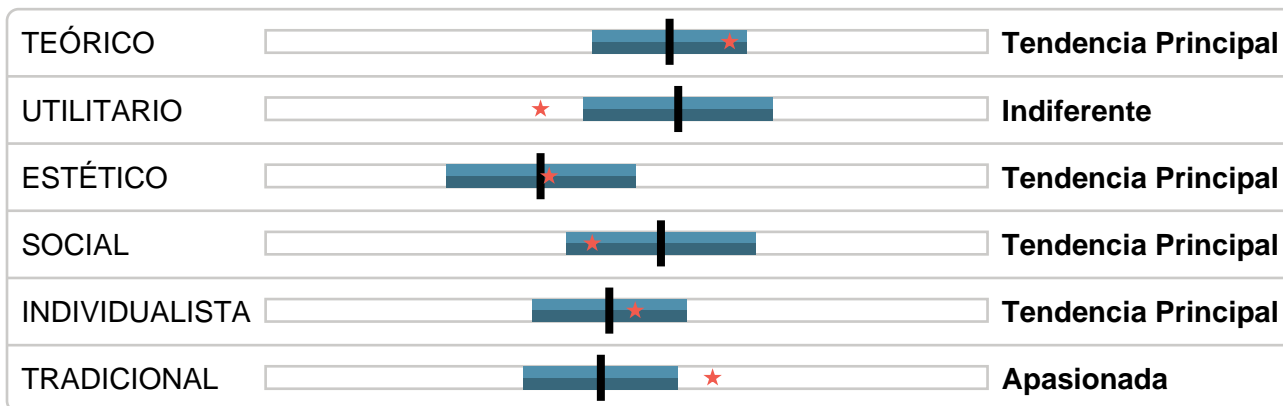 TEÓRICO Tendencia Principal
UTILITARIO Indiferente
ESTÉTICO Tendencia Principal
SOCIAL Tendencia Principal
INDIVIDUALISTA Tendencia Principal
TRADICIONAL Apasionada